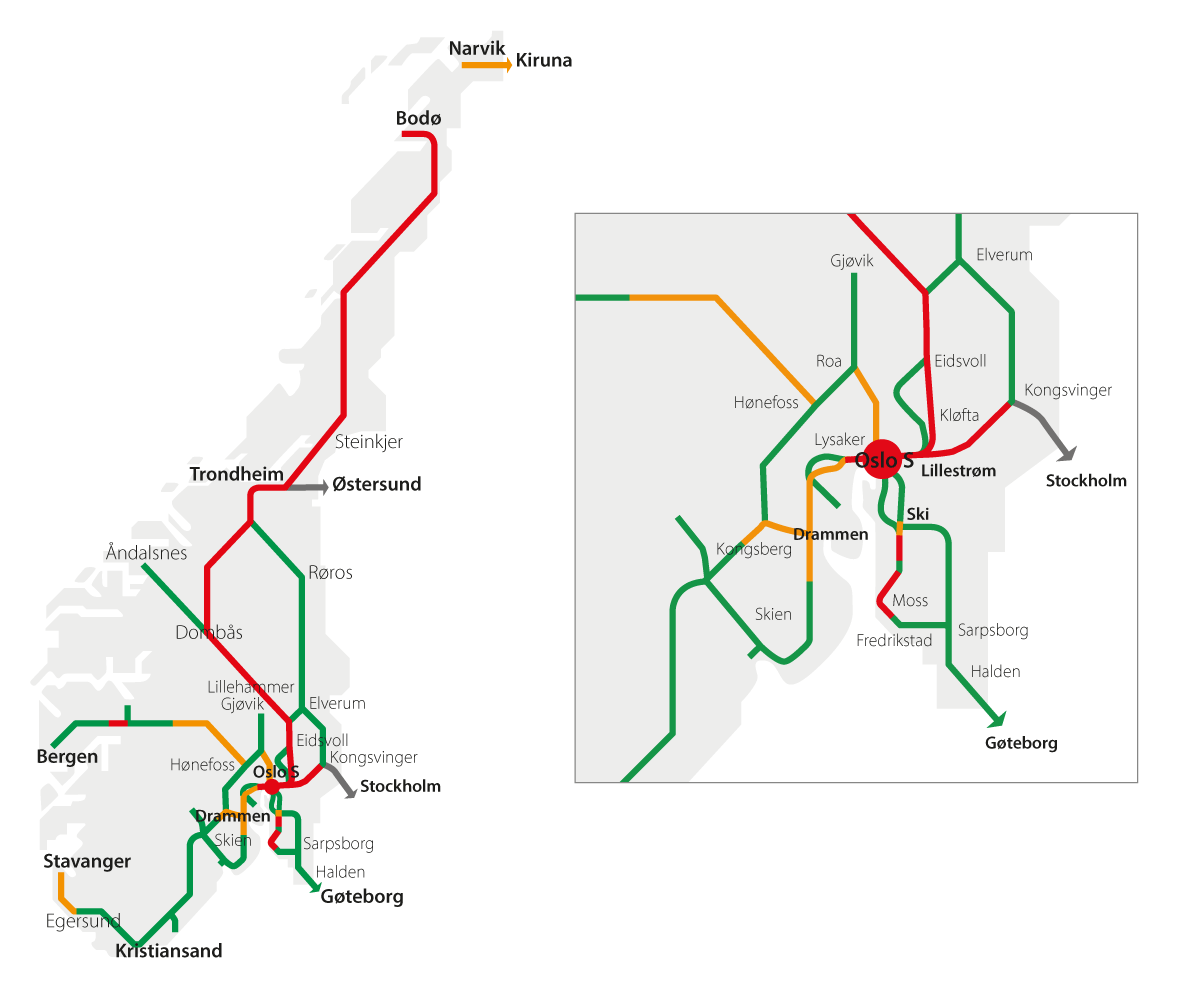 Narvik
Kiruna
Bodø
Steinkjer
Trondheim
Østersund
Åndalsnes
Røros
Dombås
Lillehammer
Gjøvik
Elverum
Eidsvoll
Bergen
Hønefoss
Kongsvinger
Oslo S
Stockholm
Drammen
Skien
Sarpsborg
Stavanger
Halden
Gøteborg
Egersund
Kristiansand
Elverum
Gjøvik
Roa
Eidsvoll
Kongsvinger
Hønefoss
Kløfta
Lysaker
Oslo S
Lillestrøm
Stockholm
Ski
Drammen
Kongsberg
Moss
Skien
Fredrikstad
Sarpsborg
Halden
Gøteborg